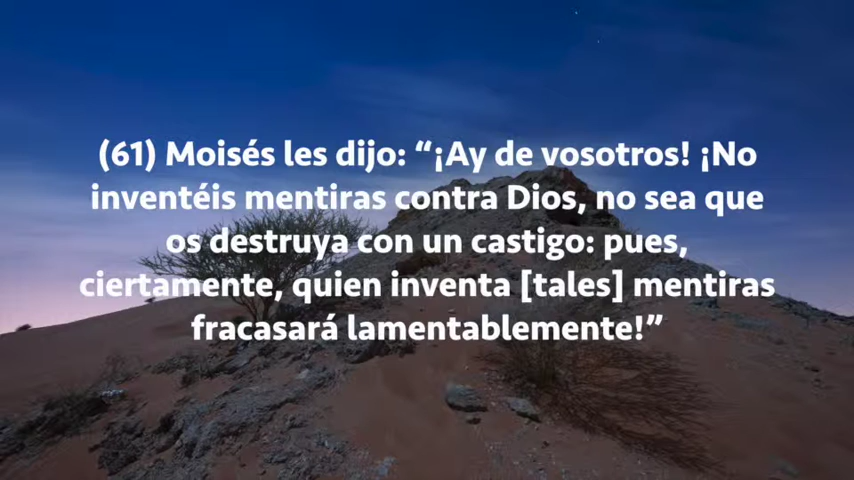 (61) Moisés les dijo: “¡Ay de vosotros! ¡No
inventéis mentiras contra Dios, no sea que
os destruya con un castigo: pues,
ciertamente, quien inventa [tales] mentiras
fracasará lamentablemente!”